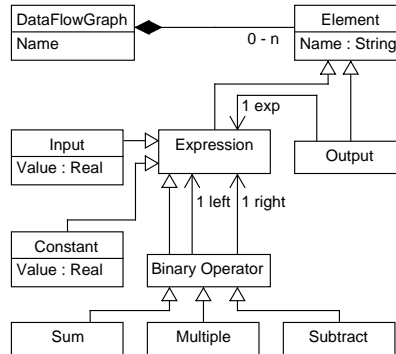 DataFlowGraph
Element
Name
0 - n
Name : String
1 exp
Input
Expression
Output
Value : Real
1 left
1 right
Constant
Value : Real
Binary Operator
Sum
Multiple
Subtract